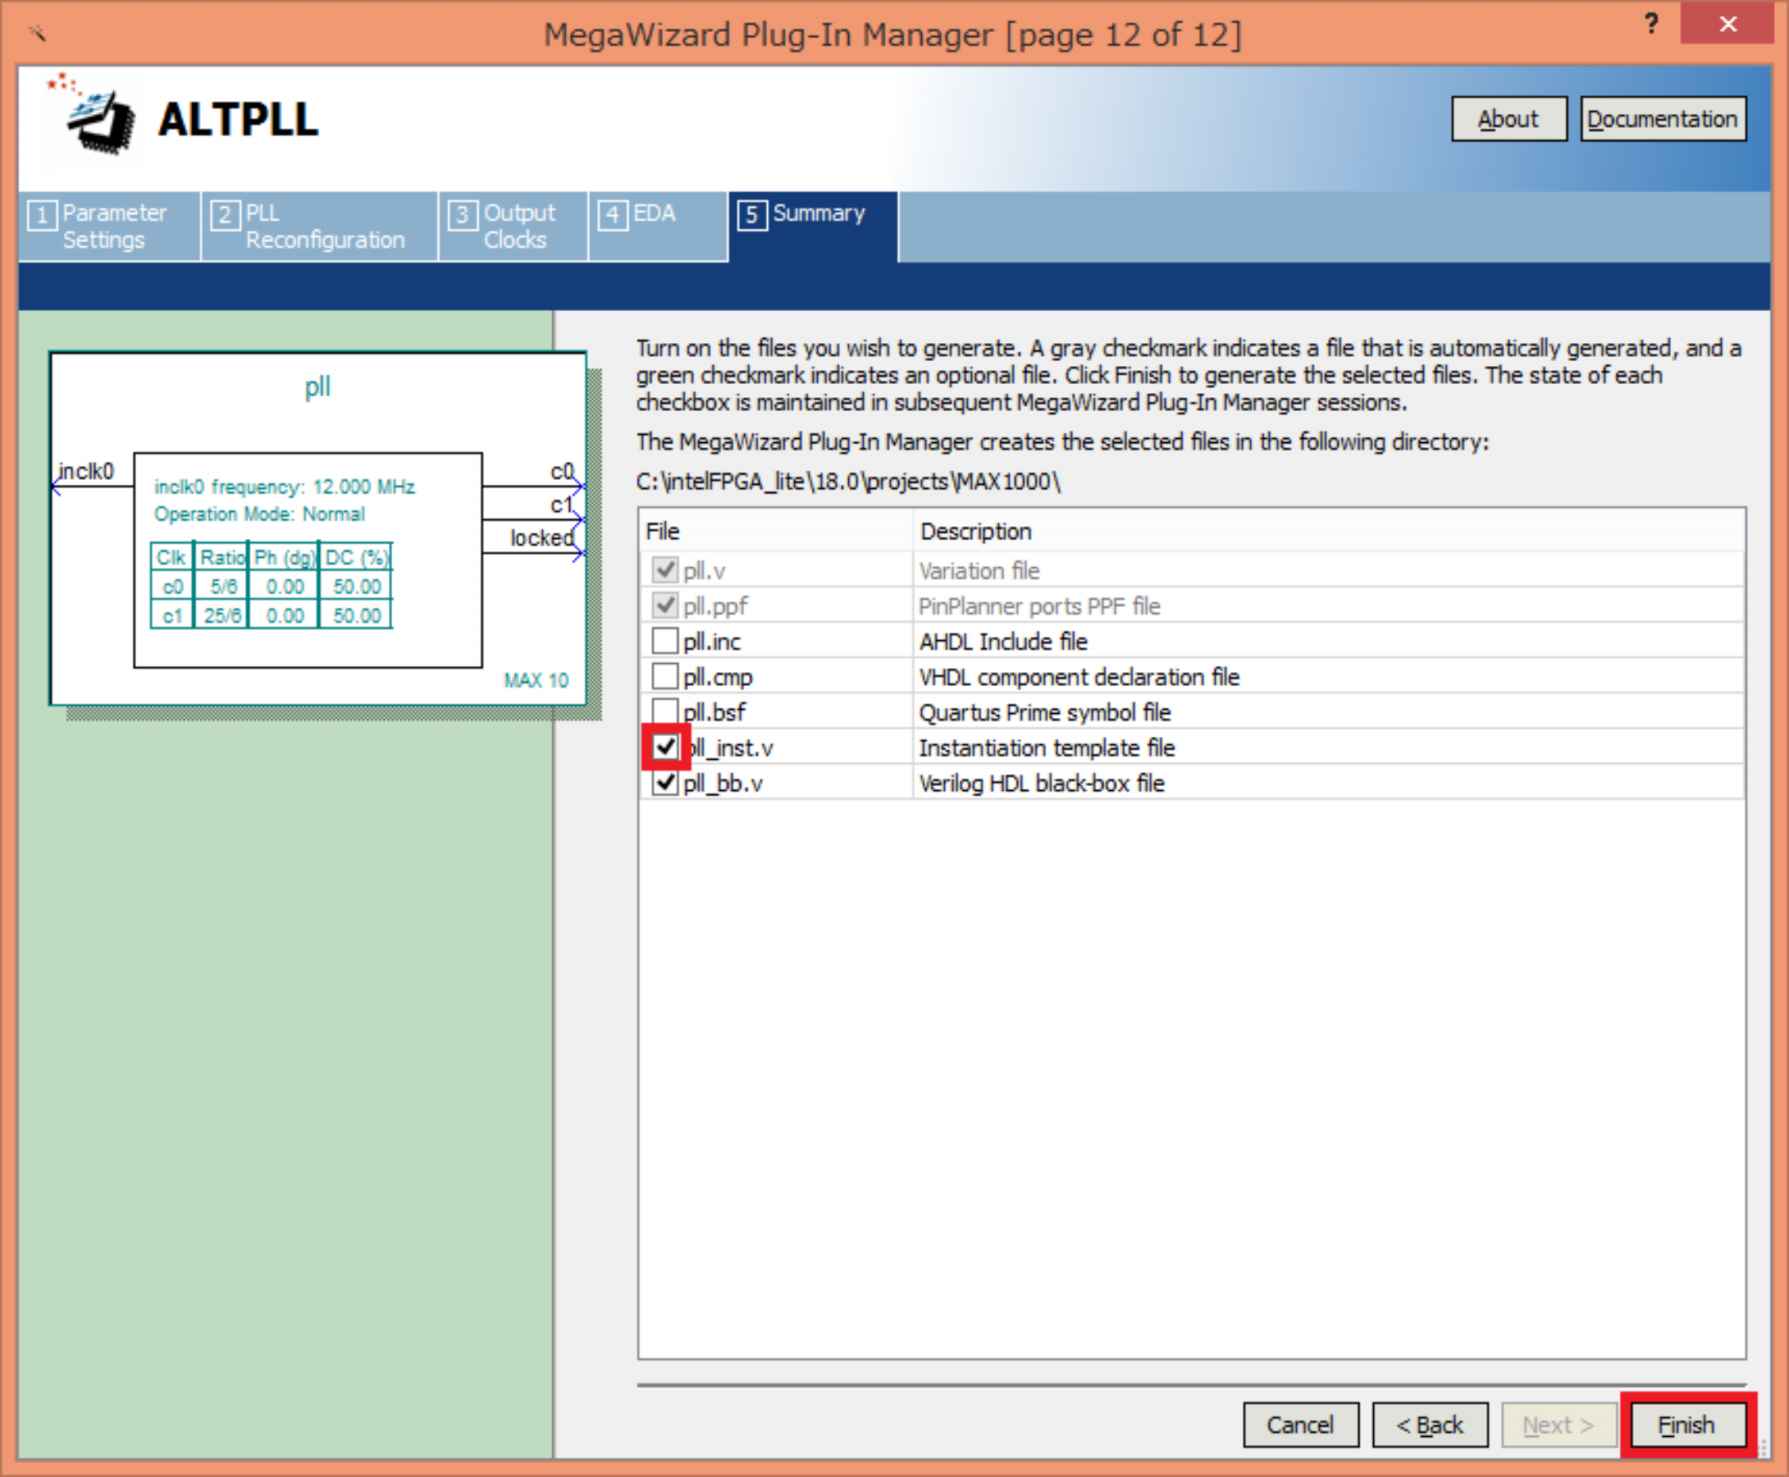 MegaWizard Plug-In Manager [page 12 of 12]
?
ALTPLL
About
Documentation
1 Parameter
Settings
2 PLL
Reconfiguration
3 Output
Clocks
4 EDA
5 Summary
pll
inclk0
inclk0 frequency: 12.000 MHz
Operation Mode: Normal
Clk Ratio Ph (dg) DC (%)
c0 5/6 0.00 50.00
c1 25/6 0.00 50.00
c0
c1
locked
MAX 10
Turn on the files you wish to generate. A gray checkmark indicates a file that is automatically generated, and a
green checkmark indicates an optional file. Click Finish to generate the selected files. The state of each
checkbox is maintained in subsequent MegaWizard Plug-In Manager sessions.
The MegaWizard Plug-In Manager creates the selected files in the following directory:
C:\intelFPGA_lite\18.0\projects\MAX1000\
File Description
pll.v Variation file
pll.ppf PinPlanner ports PPF file
pll.inc AHDL Include file
pll.cmp VHDL component declaration file
pll.bsf Quartus Prime symbol file
pll_inst.v Instantiation template file
pll_bb.v Verilog HDL black-box file
Cancel
< Back
Next >
Finish